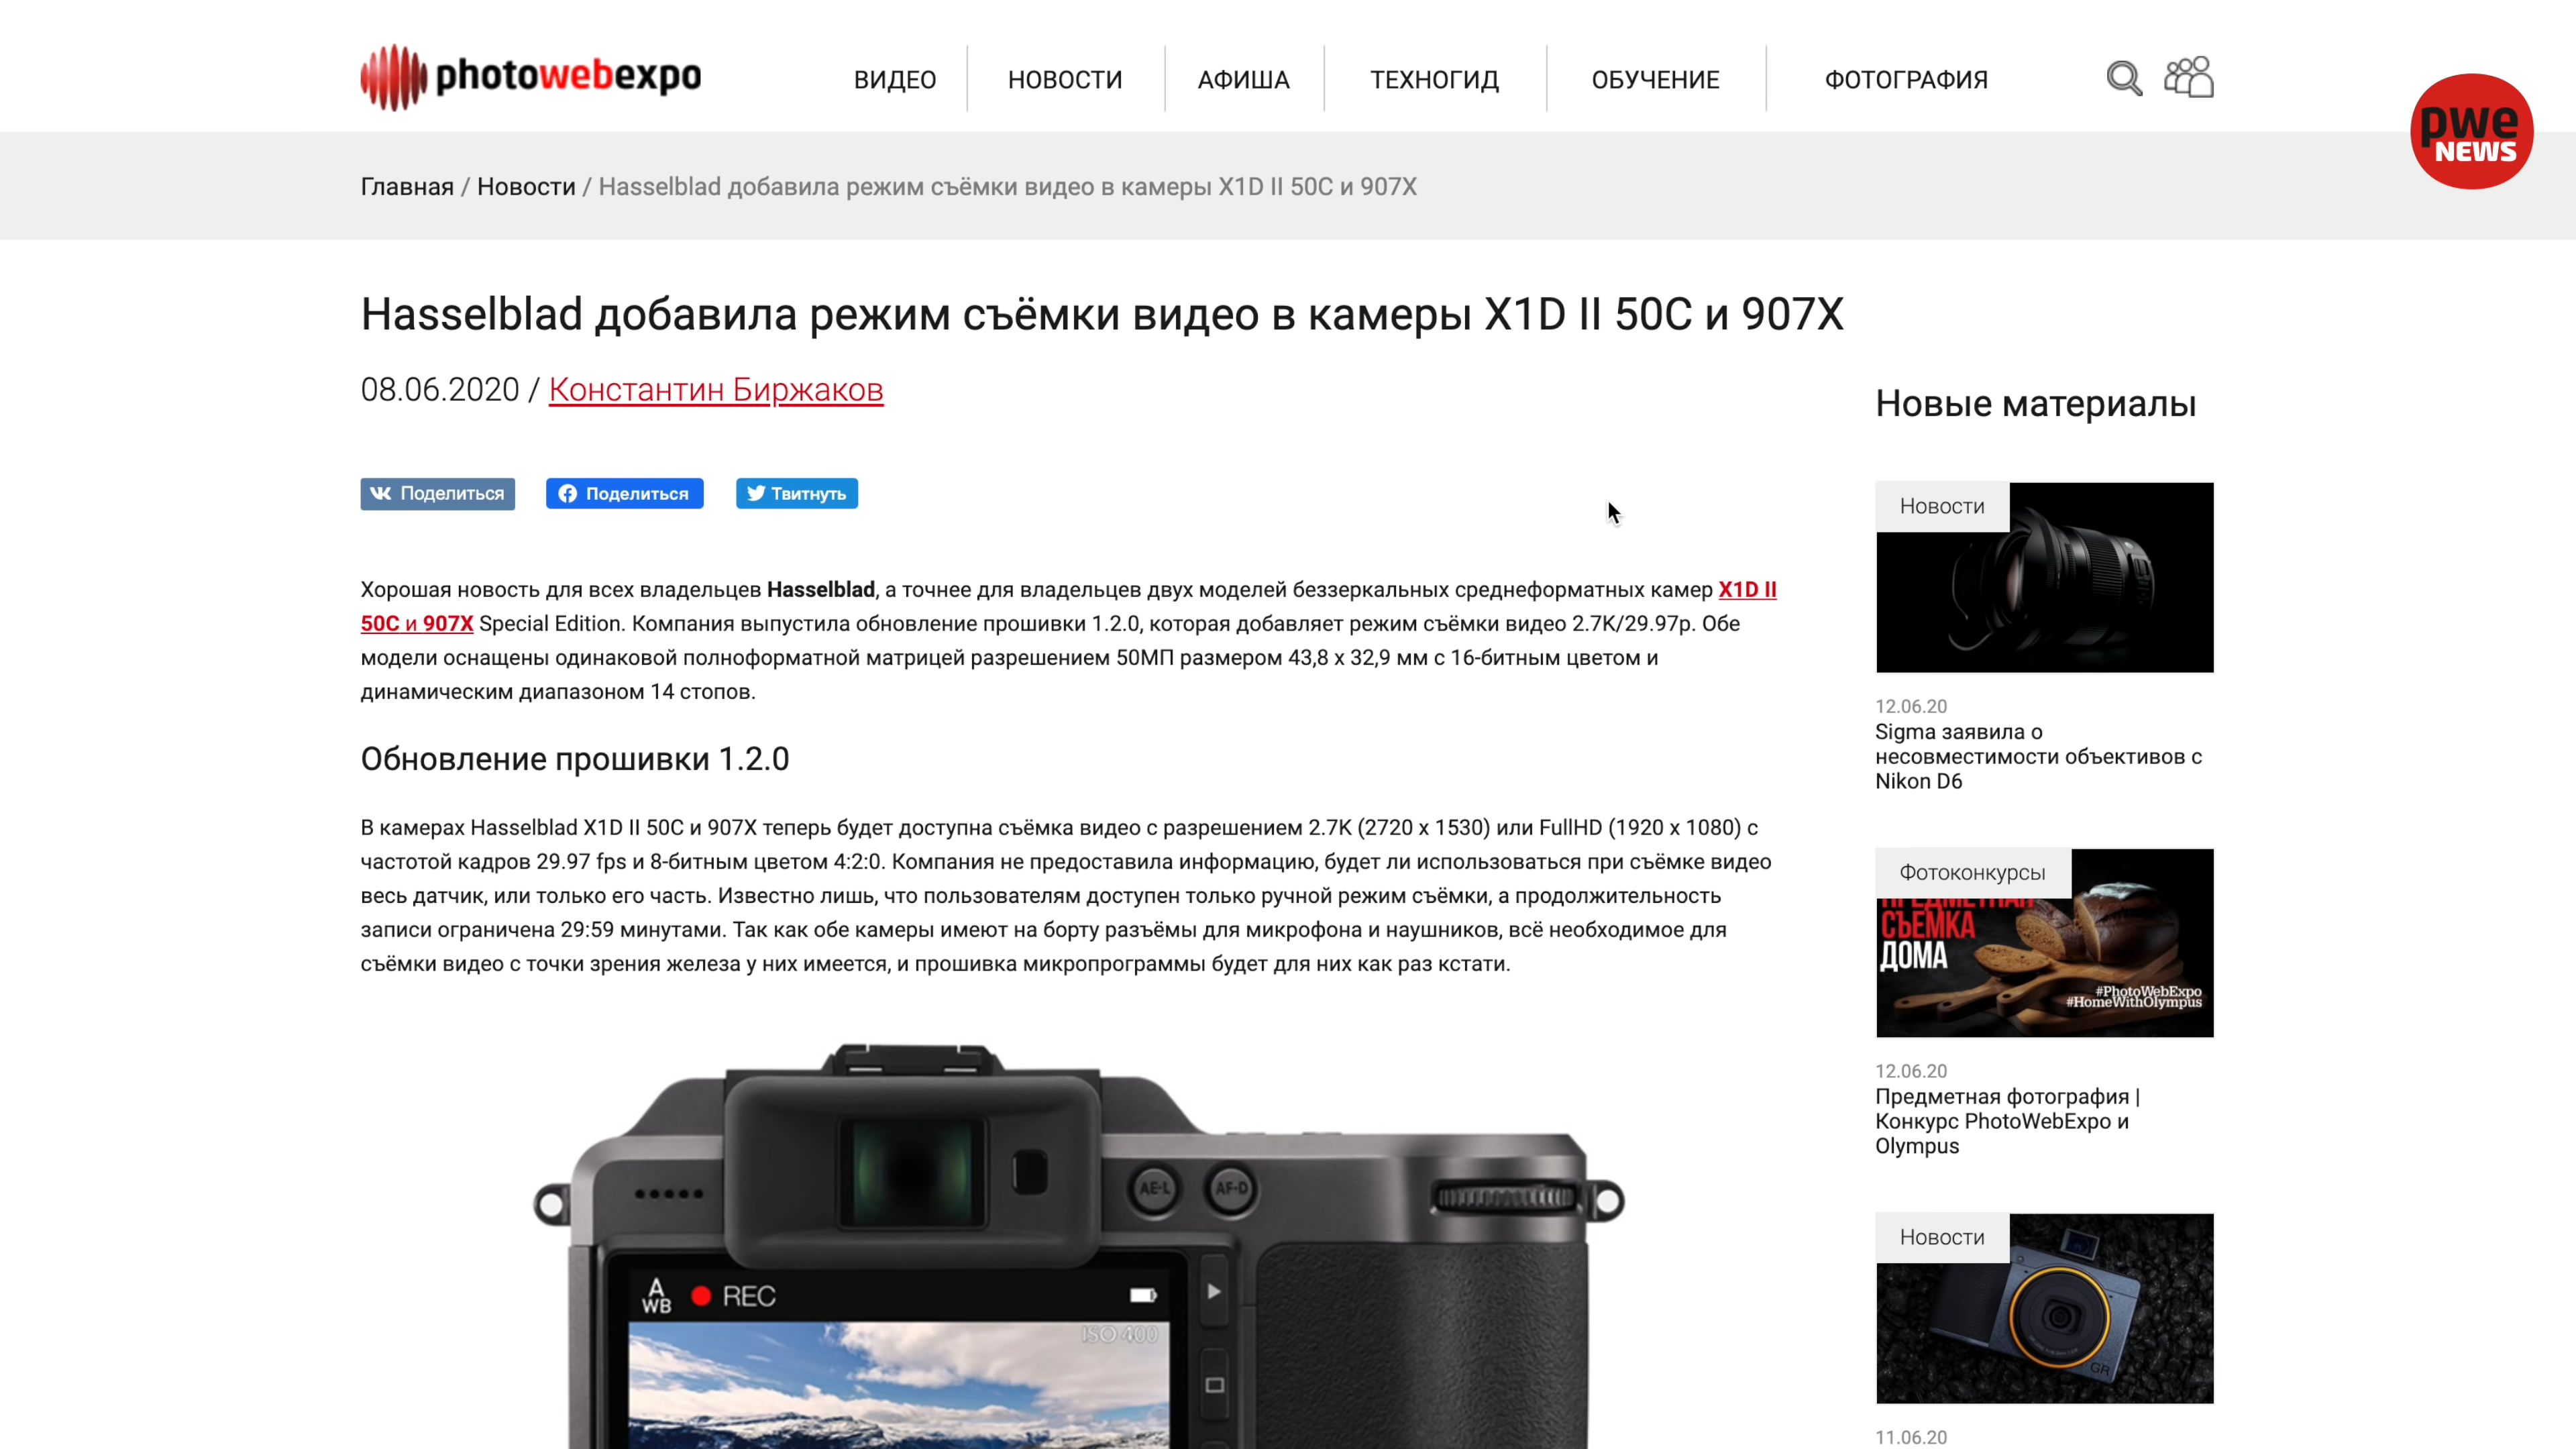 photowebexpo
ВИДЕО
НОВОСТИ
АФИША
ТЕХНОГИД
ОБУЧЕНИЕ
ФОТОГРАФИЯ
pwe
NEWS
Главная / Новости / Hasselblad добавила режим съёмки видео в камеры X1D II 50C и 907X
Hasselblad добавила режим съёмки видео в камеры X1D II 50C и 907X
08.06.2020 / Константин Биржаков
Поделиться
Поделиться
Твитнуть
Хорошая новость для всех владельцев Hasselblad, а точнее для владельцев двух моделей беззеркальных среднеформатных камер X1D II
50C и 907X Special Edition. Компания выпустила обновление прошивки 1.2.0, которая добавляет режим съёмки видео 2.7K/29.97p. Обе
модели оснащены одинаковой полноформатной матрицей разрешением 50МП размером 43,8 х 32,9 мм с 16-битным цветом и
динамическим диапазоном 14 стопов.
Обновление прошивки 1.2.0
В камерах Hasselblad X1D II 50C и 907X теперь будет доступна съёмка видео с разрешением 2.7K (2720 x 1530) или FullHD (1920 x 1080) с
частотой кадров 29.97 fps и 8-битным цветом 4:2:0. Компания не предоставила информацию, будет ли использоваться при съёмке видео
весь датчик, или только его часть. Известно лишь, что пользователям доступен только ручной режим съёмки, а продолжительность
записи ограничена 29:59 минутами. Так как обе камеры имеют на борту разъёмы для микрофона и наушников, всё необходимое для
съёмки видео с точки зрения железа у них имеется, и прошивка микропрограммы будет для них как раз кстати.
AE-L
AF-D
A
WB
REC
ISO 400
Новые материалы
Новости
12.06.20
Sigma заявила о
несовместимости объективов с
Nikon D6
Фотоконкурсы
ПРЕДМЕТНАЯ
СЪЕМКА
ДОМА
#PhotoWebExpo
#HomeWithOlympus
12.06.20
Предметная фотография |
Конкурс PhotoWebExpo и
Olympus
Новости
GR
11.06.20